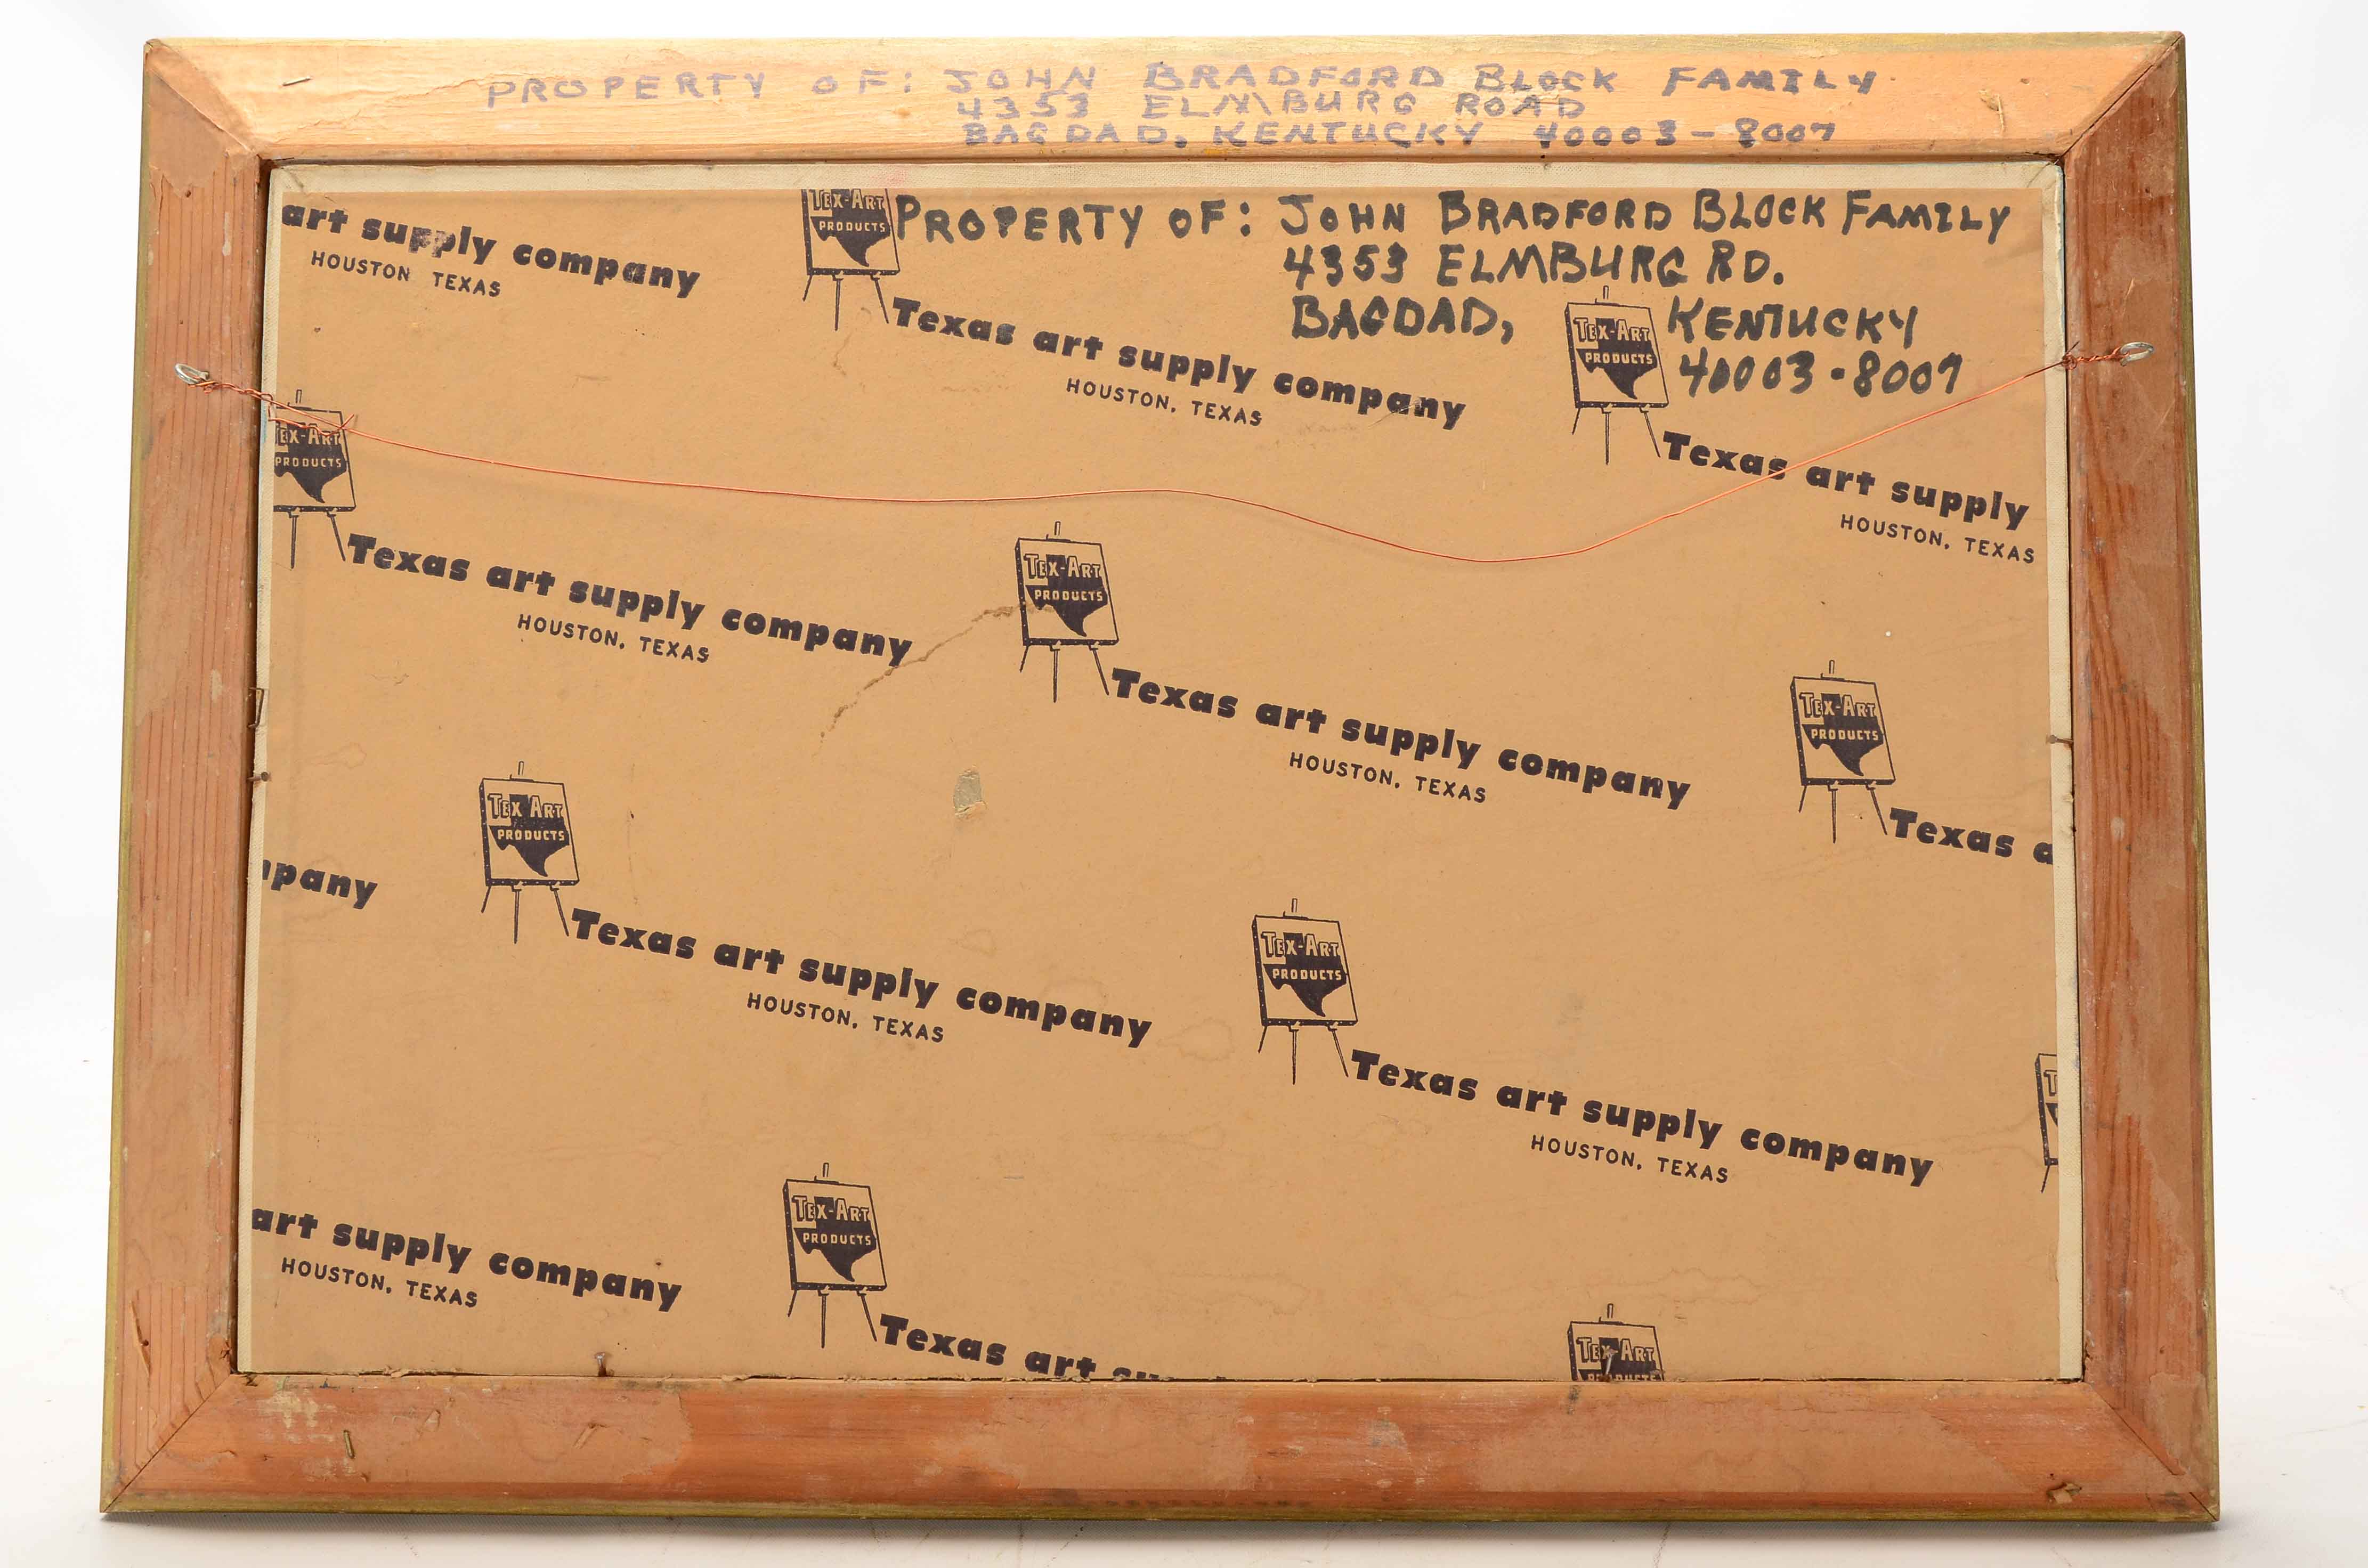 PROPERTY OF: JOHN BRADFORD BLOCK FAMILY
4353 ELMBURG ROAD
BAGDAD, KENTUCKY 40003-8007
TEX-ART
PRODUCTS
PROPERTY OF: JOHN BRADFORD BLOCK FAMILY
4353 ELMBURG RD.
BAGDAD, KENTUCKY
40003-8007
art supply company
HOUSTON TEXAS
Texas art supply company
HOUSTON, TEXAS
TEX-ART
PRODUCTS
Texas art supply
HOUSTON, TEXAS
EX-ART
PRODUCTS
Texas art supply company
HOUSTON, TEXAS
TEX-ART
PRODUCTS
Texas art supply company
HOUSTON, TEXAS
TEX-ART
PRODUCTS
Texas a
pany
TEX-ART
PRODUCTS
Texas art supply company
HOUSTON, TEXAS
TEX-ART
PRODUCTS
Texas art supply company
HOUSTON, TEXAS
T
art supply company
HOUSTON, TEXAS
TEX-ART
PRODUCTS
Texas art su
TEX-ART
PRODUCTS